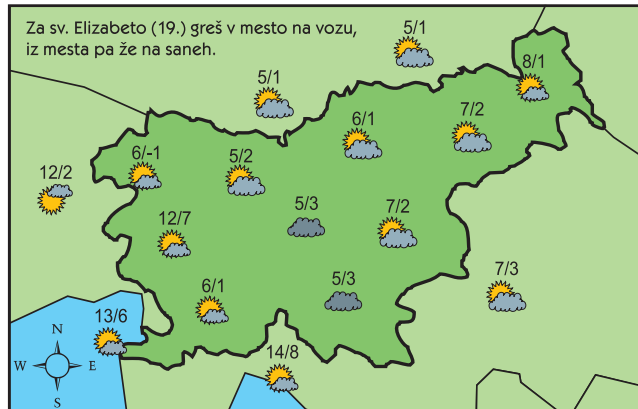 Za sv. Elizabeto (19.) greš v mesto na vozu,
iz mesta pa že na saneh.
5/1
8/1
5/1
6/1
7/2
6/-1
5/2
12/2
5/3
7/2
12/7
7/3
5/3
6/1
13/6
14/8
N
W
E
S